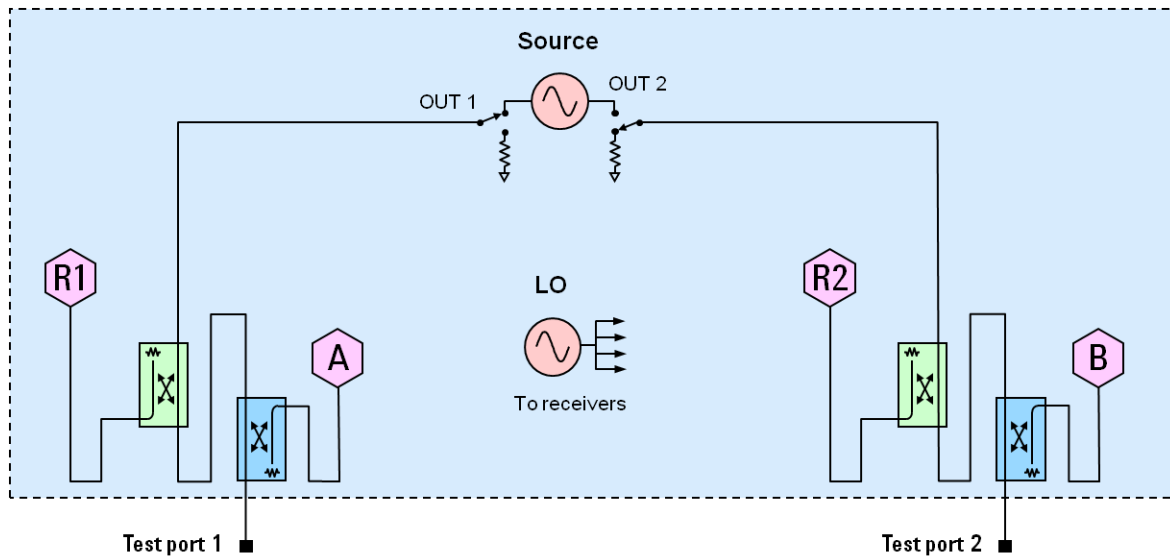 Source
OUT 1
OUT 2
R1
R2
LO
A
B
To receivers
Test port 1
Test port 2